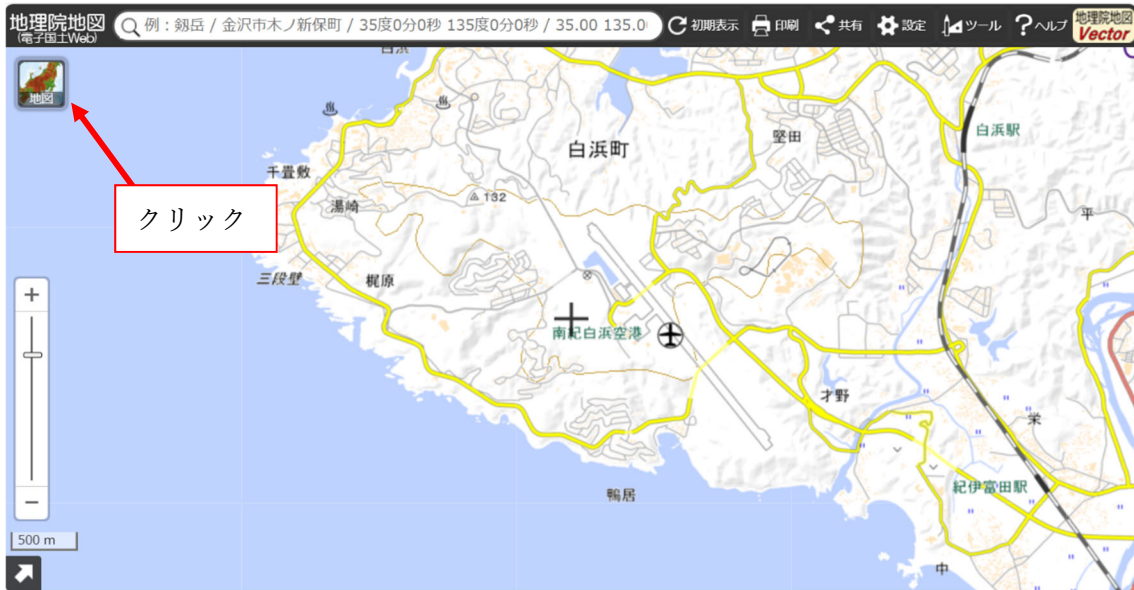 地理院地図
(電子国土Web)
例：剱岳 / 金沢市木ノ新保町 / 35度0分0秒 135度0分0秒 / 35.00 135.0
初期表示
印刷
共有
設定
ツール
ヘルプ
地理院地図
Vector
地図
クリック
白浜
白浜町
堅田
白浜駅
千畳敷
湯崎
132
平
三段壁
梶原
南紀白浜空港
才野
栄
紀伊富田駅
鴨居
中
+
−
500 m